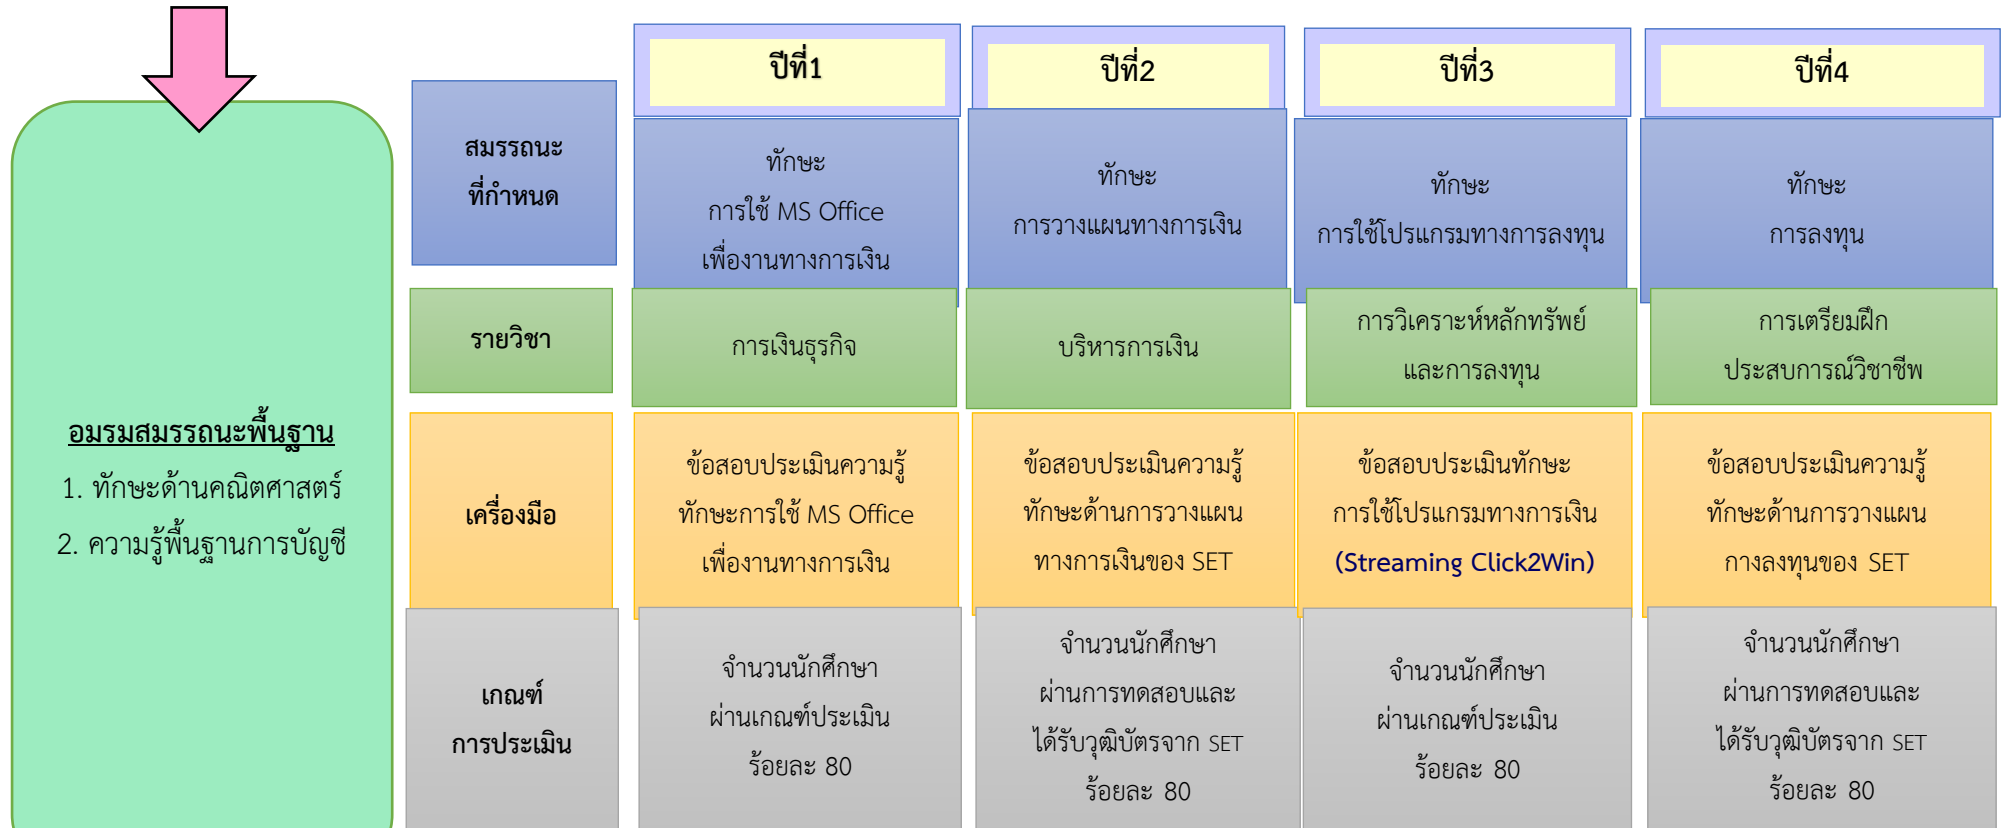 ปีที่1
ปีที่2
ปีที่3
ปีที่4
สมรรถนะ
ที่กำหนด
ทักษะ
การใช้ MS Office
เพื่องานทางการเงิน
ทักษะ
การวางแผนทางการเงิน
ทักษะ
การใช้โปรแกรมทางการลงทุน
ทักษะ
การลงทุน
รายวิชา
การเงินธุรกิจ
บริหารการเงิน
การวิเคราะห์หลักทรัพย์
และการลงทุน
การเตรียมฝึก
ประสบการณ์วิชาชีพ
อมรมสมรรถนะพื้นฐาน
1. ทักษะด้านคณิตศาสตร์
2. ความรู้พื้นฐานการบัญชี
เครื่องมือ
ข้อสอบประเมินความรู้
ทักษะการใช้ MS Office
เพื่องานทางการเงิน
ข้อสอบประเมินความรู้
ทักษะด้านการวางแผน
ทางการเงินของ SET
ข้อสอบประเมินทักษะ
การใช้โปรแกรมทางการเงิน
(Streaming Click2Win)
ข้อสอบประเมินความรู้
ทักษะด้านการวางแผน
กางลงทุนของ SET
เกณฑ์
การประเมิน
จำนวนนักศึกษา
ผ่านเกณฑ์ประเมิน
ร้อยละ 80
จำนวนนักศึกษา
ผ่านการทดสอบและ
ได้รับวุฒิบัตรจาก SET
ร้อยละ 80
จำนวนนักศึกษา
ผ่านเกณฑ์ประเมิน
ร้อยละ 80
จำนวนนักศึกษา
ผ่านการทดสอบและ
ได้รับวุฒิบัตรจาก SET
ร้อยละ 80